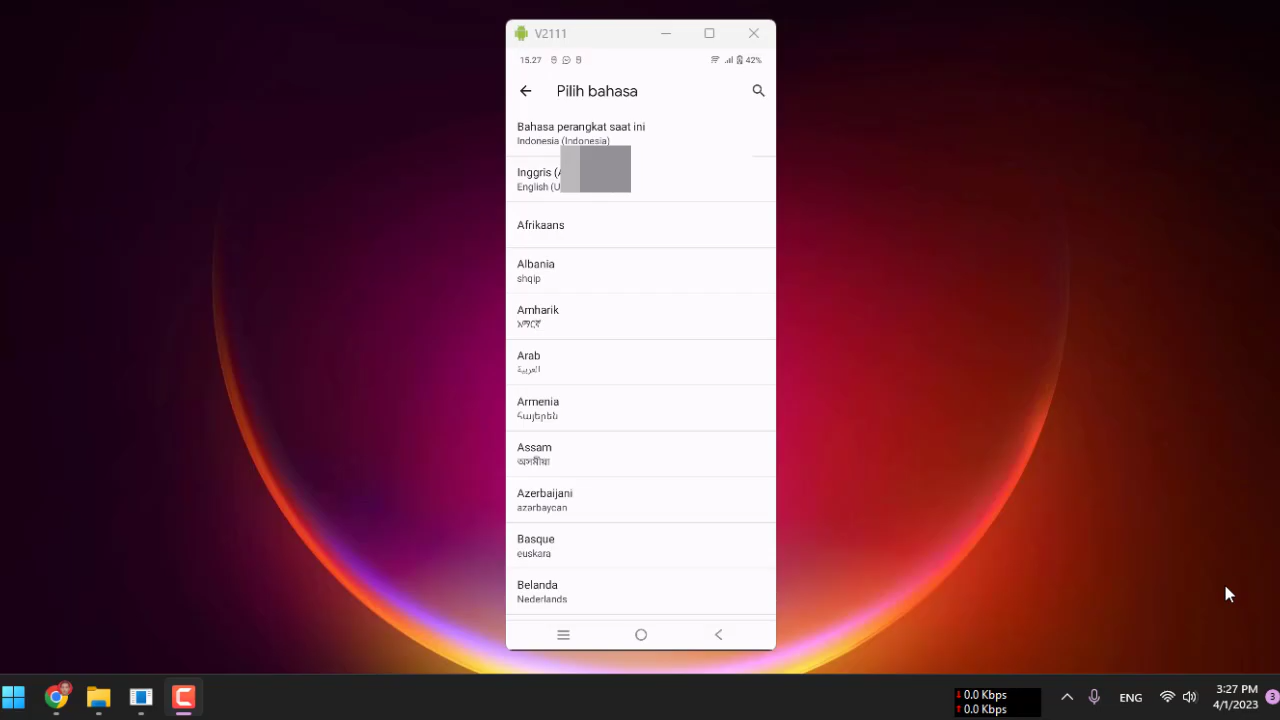 V2111
15.27
42%
Pilih bahasa
Bahasa perangkat saat ini
Indonesia (Indonesia)
Inggris (
English (U
Afrikaans
Albania
shqip
Amharik
አማርኛ
Arab
العربية
Armenia
հայերեն
Assam
অসমীয়া
Azerbaijani
azərbaycan
Basque
euskara
Belanda
Nederlands
0.0 Kbps
0.0 Kbps
ENG
3:27 PM
4/1/2023
3